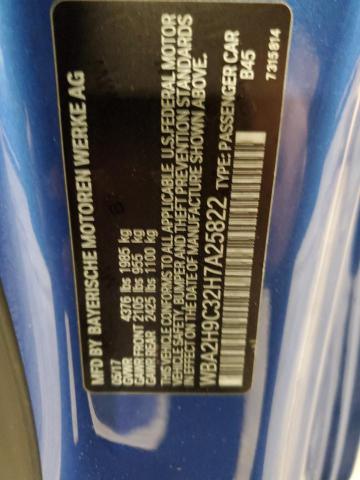 MFD BY BAYERISCHE MOTOREN WERKE AG
05/17
GVWR 4376 lbs 1985 kg
GAWR FRONT 2105 lbs 955 kg
GAWR REAR 2425 lbs 1100 kg
THIS VEHICLE CONFORMS TO ALL APPLICABLE U.S. FEDERAL MOTOR
VEHICLE SAFETY, BUMPER AND THEFT PREVENTION STANDARDS
IN EFFECT ON THE DATE OF MANUFACTURE SHOWN ABOVE.
WBA2H9C32H7A25822 TYPE: PASSENGER CAR
B45
7315814